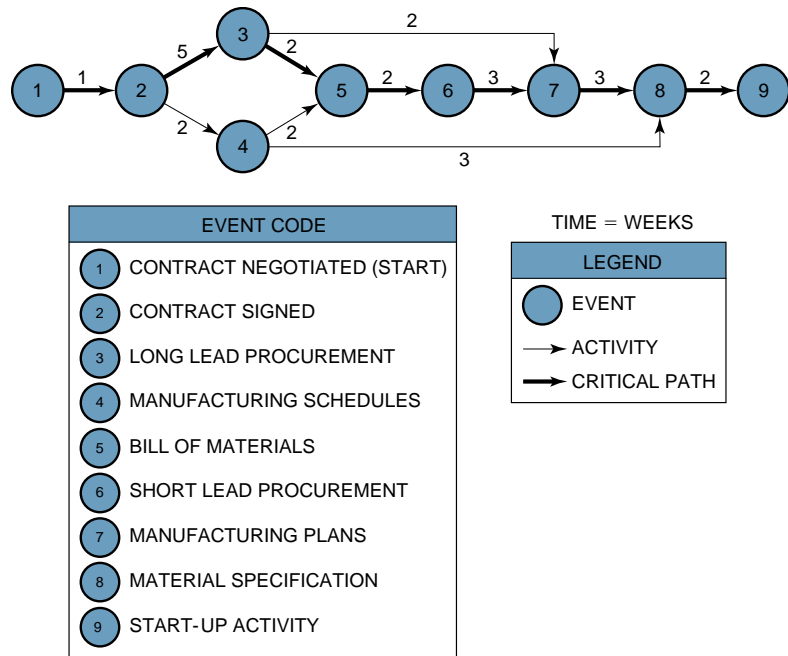 3
2
5
2
1
2
3
3
2
1
2
5
6
7
8
9
2
2
4
3
EVENT CODE
1 CONTRACT NEGOTIATED (START)
2 CONTRACT SIGNED
3 LONG LEAD PROCUREMENT
4 MANUFACTURING SCHEDULES
5 BILL OF MATERIALS
6 SHORT LEAD PROCUREMENT
7 MANUFACTURING PLANS
8 MATERIAL SPECIFICATION
9 START-UP ACTIVITY
TIME = WEEKS
LEGEND
EVENT
ACTIVITY
CRITICAL PATH